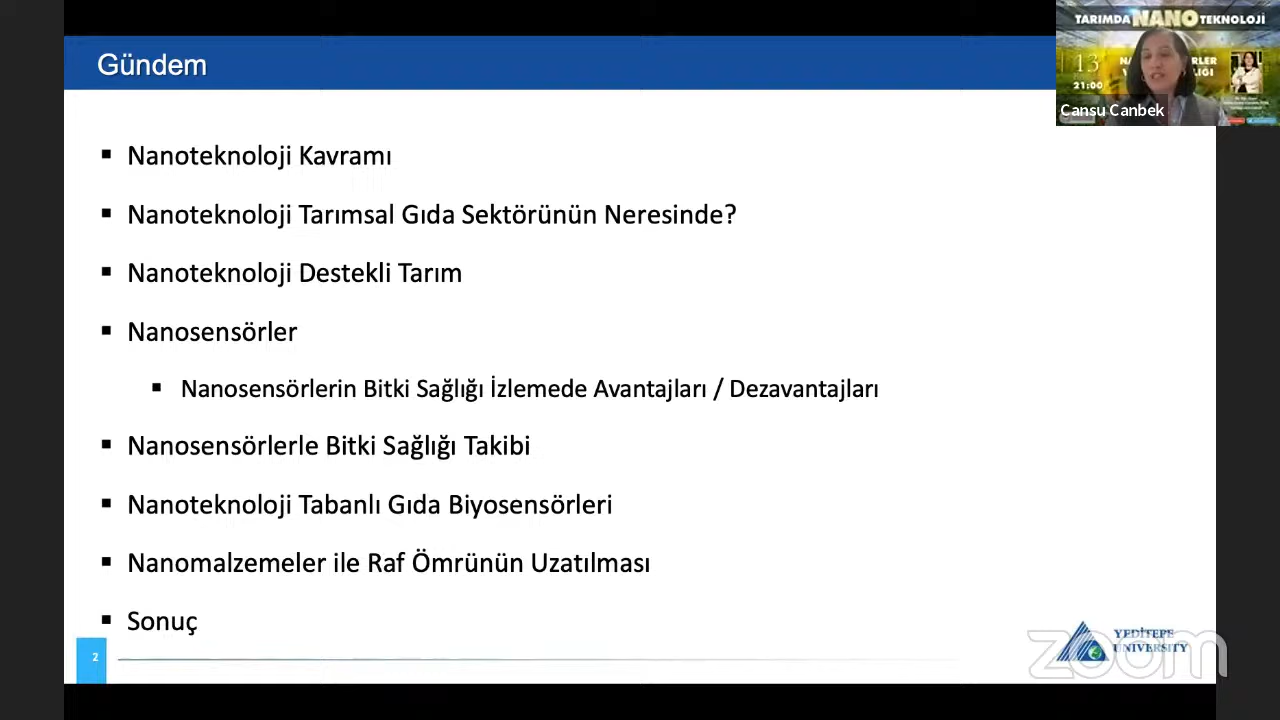 Gündem
TARIMDA NANO TEKNOLOJİ
13
21:00
Cansu Canbek
▪ Nanoteknoloji Kavramı
▪ Nanoteknoloji Tarımsal Gıda Sektörünün Neresinde?
▪ Nanoteknoloji Destekli Tarım
▪ Nanosensörler
▪ Nanosensörlerin Bitki Sağlığı İzlemede Avantajları / Dezavantajları
▪ Nanosensörlerle Bitki Sağlığı Takibi
▪ Nanoteknoloji Tabanlı Gıda Biyosensörleri
▪ Nanomalzemeler ile Raf Ömrünün Uzatılması
▪ Sonuç
2
YEDİTEPE
UNIVERSITY
zoom